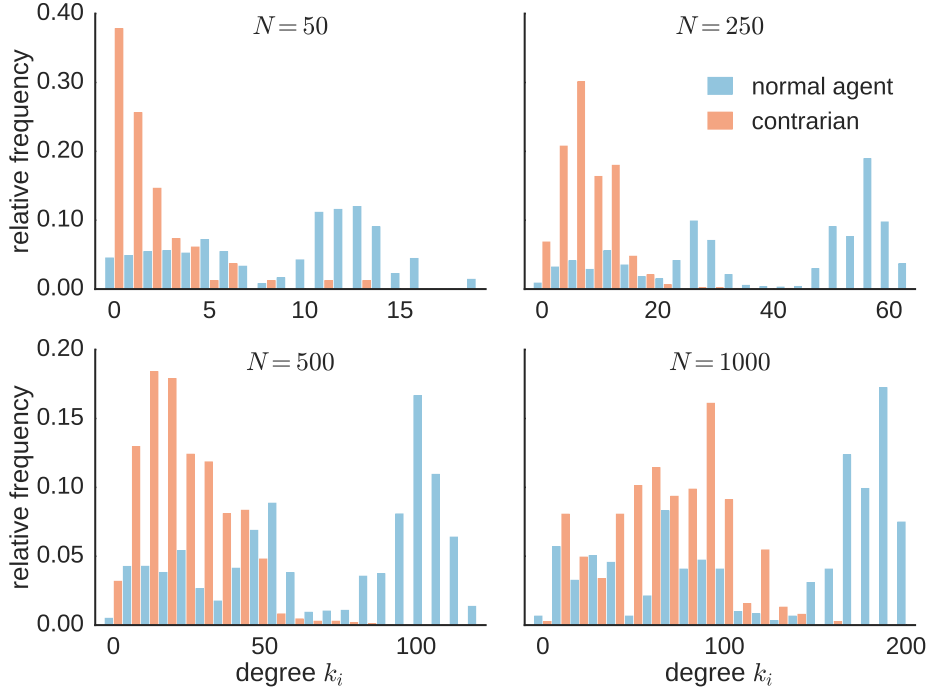 N = 50
0.40
0.30
0.20
0.10
0.00
relative frequency
0 5 10 15
N = 250
normal agent
contrarian
0 20 40 60
N = 500
0.20
0.15
0.10
0.05
0.00
relative frequency
0 50 100
degree k_i
N = 1000
0 100 200
degree k_i